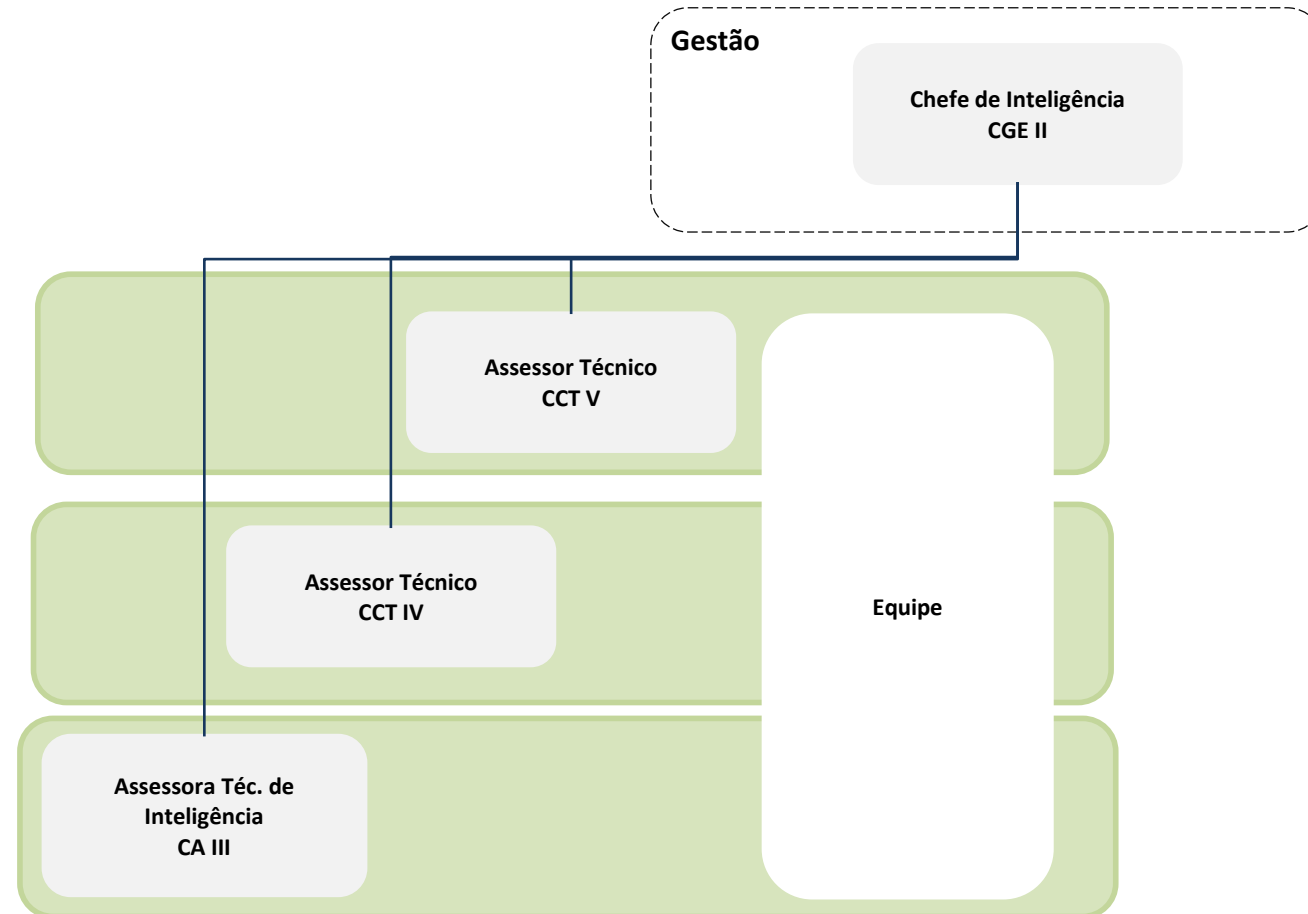 Gestão
Chefe de Inteligência
CGE II
Assessor Técnico
CCT V
Assessor Técnico
CCT IV
Equipe
Assessora Téc. de
Inteligência
CA III